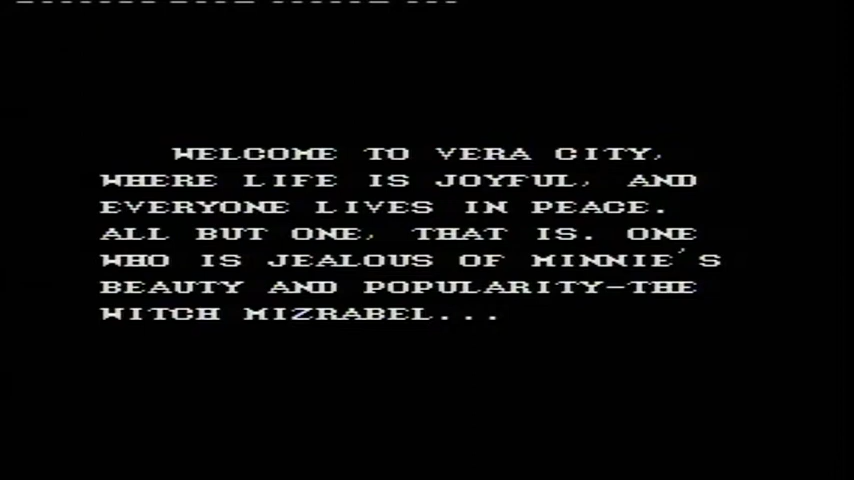 WELCOME TO VERA CITY,
WHERE LIFE IS JOYFUL, AND
EVERYONE LIVES IN PEACE.
ALL BUT ONE, THAT IS. ONE
WHO IS JEALOUS OF MINNIE'S
BEAUTY AND POPULARITY-THE
WITCH MIZRABEL...